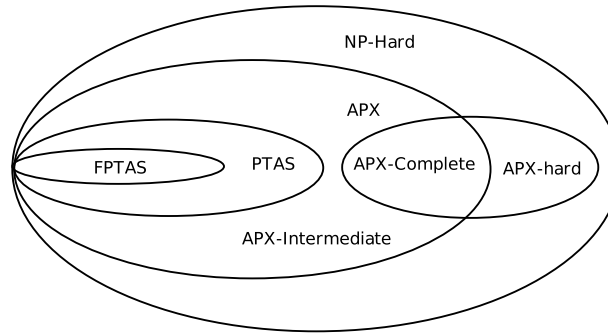 NP-Hard
APX
FPTAS
PTAS
APX-Complete
APX-hard
APX-Intermediate